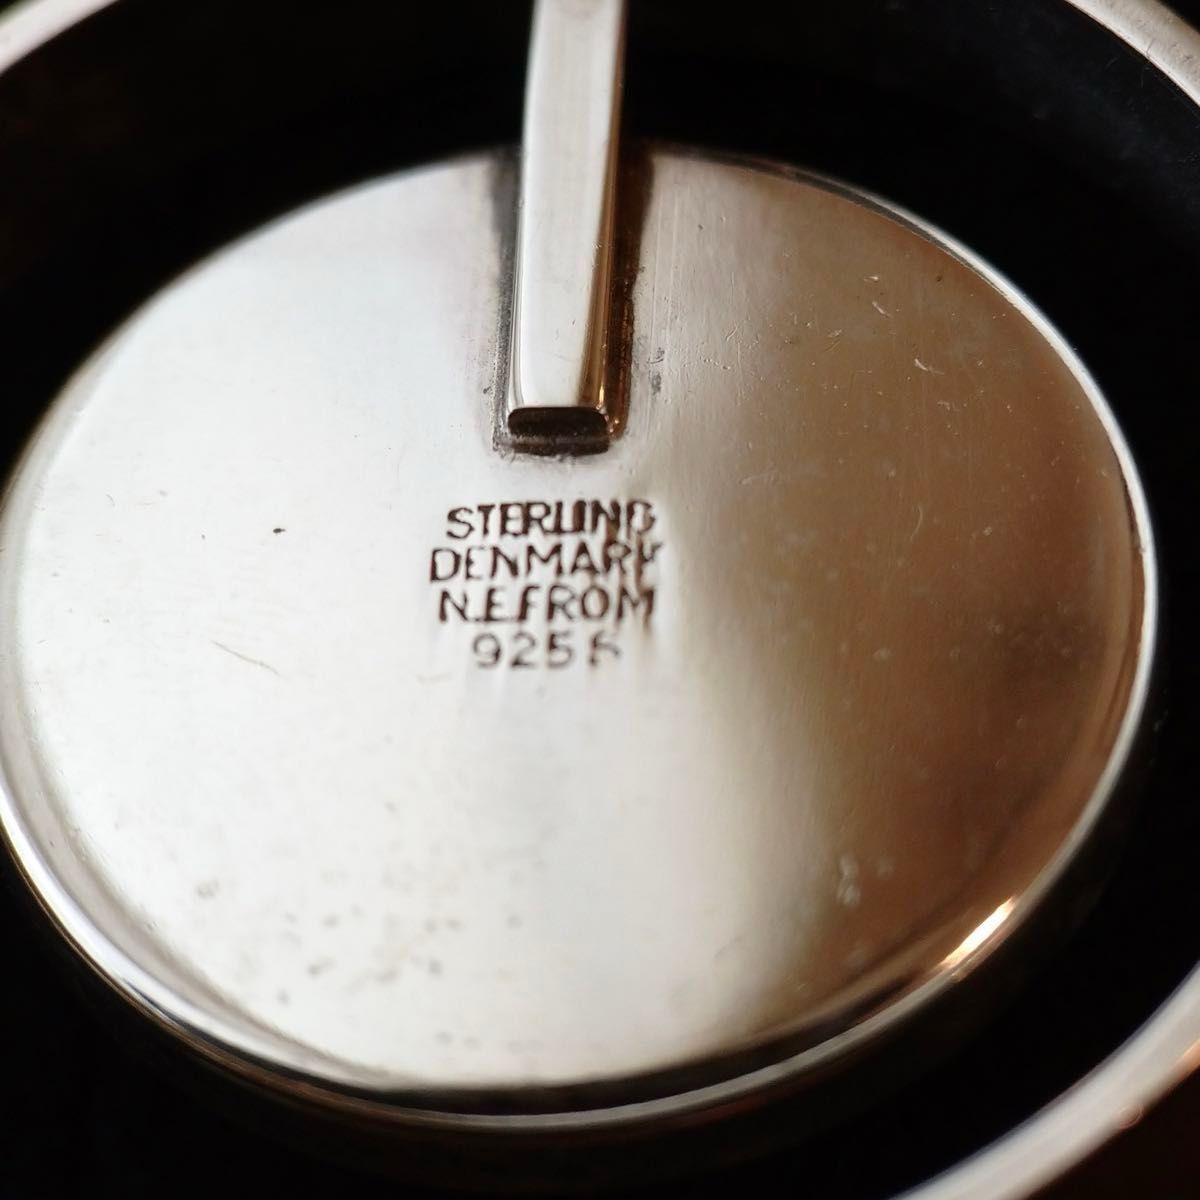 STERLING
DENMARK
N.E.FROM
925S